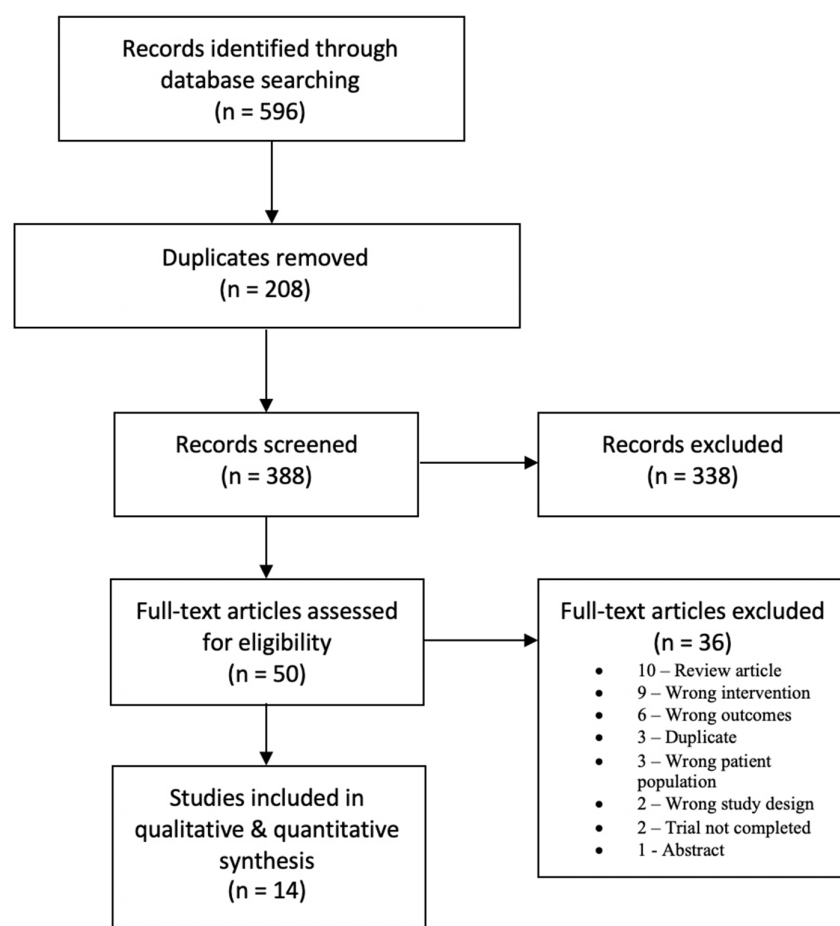 Records identified through
database searching
(n = 596)
Duplicates removed
(n = 208)
Records screened
(n = 388)
Records excluded
(n = 338)
Full-text articles assessed
for eligibility
(n = 50)
Full-text articles excluded
(n = 36)
• 10 – Review article
• 9 – Wrong intervention
• 6 – Wrong outcomes
• 3 – Duplicate
• 3 – Wrong patient
population
• 2 – Wrong study design
• 2 – Trial not completed
• 1 - Abstract
Studies included in
qualitative & quantitative
synthesis
(n = 14)